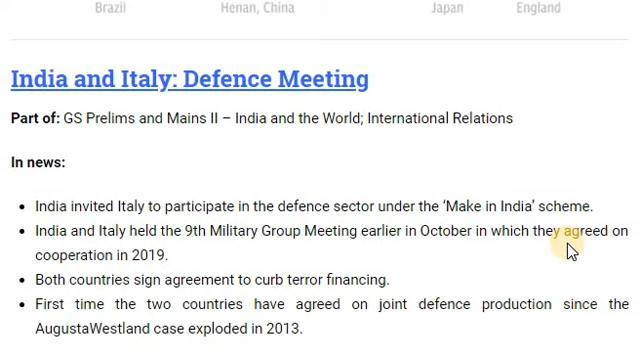 Brazil Henan, China Japan England
India and Italy: Defence Meeting
Part of: GS Prelims and Mains II – India and the World; International Relations
In news:
• India invited Italy to participate in the defence sector under the ‘Make in India’ scheme.
• India and Italy held the 9th Military Group Meeting earlier in October in which they agreed on
cooperation in 2019.
• Both countries sign agreement to curb terror financing.
• First time the two countries have agreed on joint defence production since the
AugustaWestland case exploded in 2013.